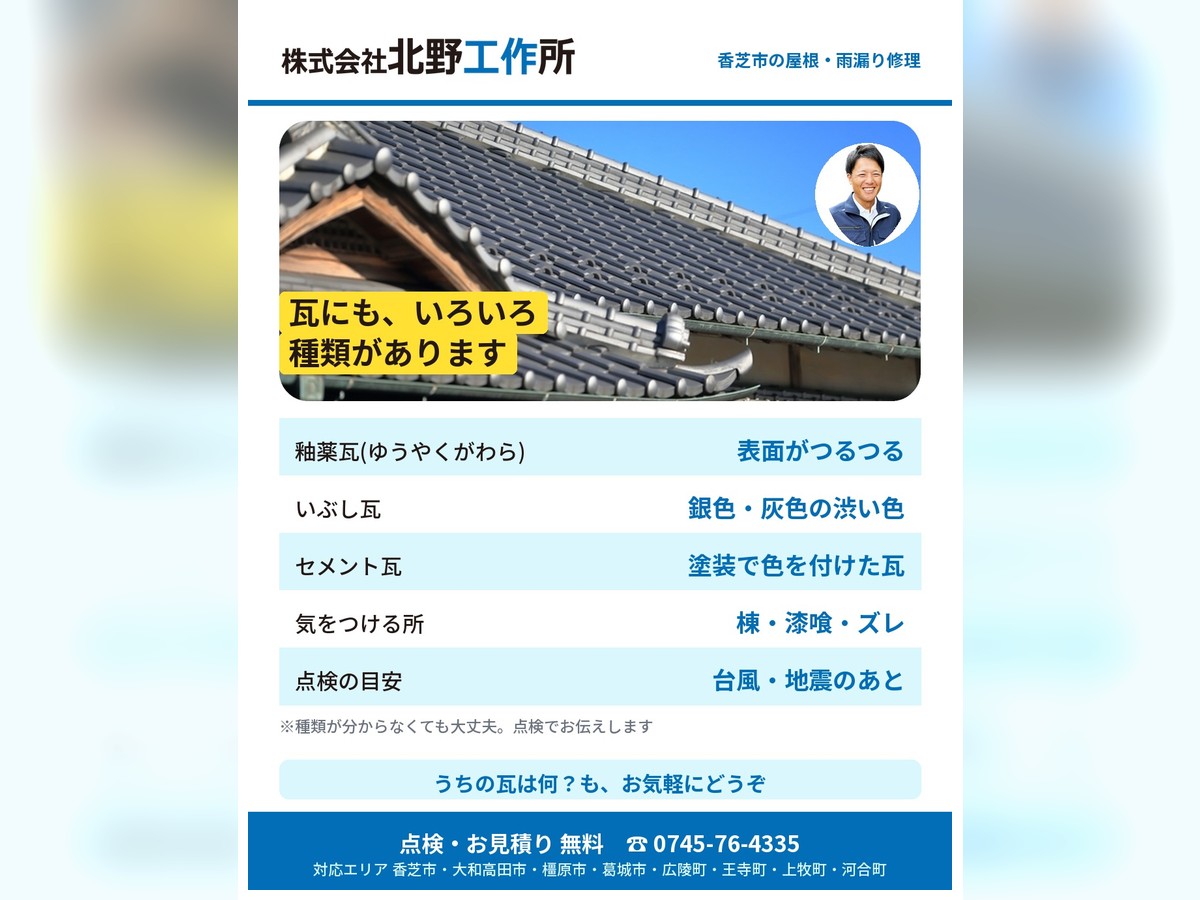 株式会社北野工作所
香芝市の屋根・雨漏り修理
瓦にも、いろいろ
種類があります
釉薬瓦(ゆうやくがわら) 表面がつるつる
いぶし瓦 銀色・灰色の渋い色
セメント瓦 塗装で色を付けた瓦
気をつける所 棟・漆喰・ズレ
点検の目安 台風・地震のあと
※種類が分からなくても大丈夫。点検でお伝えします
うちの瓦は何？も、お気軽にどうぞ
点検・お見積り 無料 ☎ 0745-76-4335
対応エリア 香芝市・大和高田市・橿原市・葛城市・広陵町・王寺町・上牧町・河合町